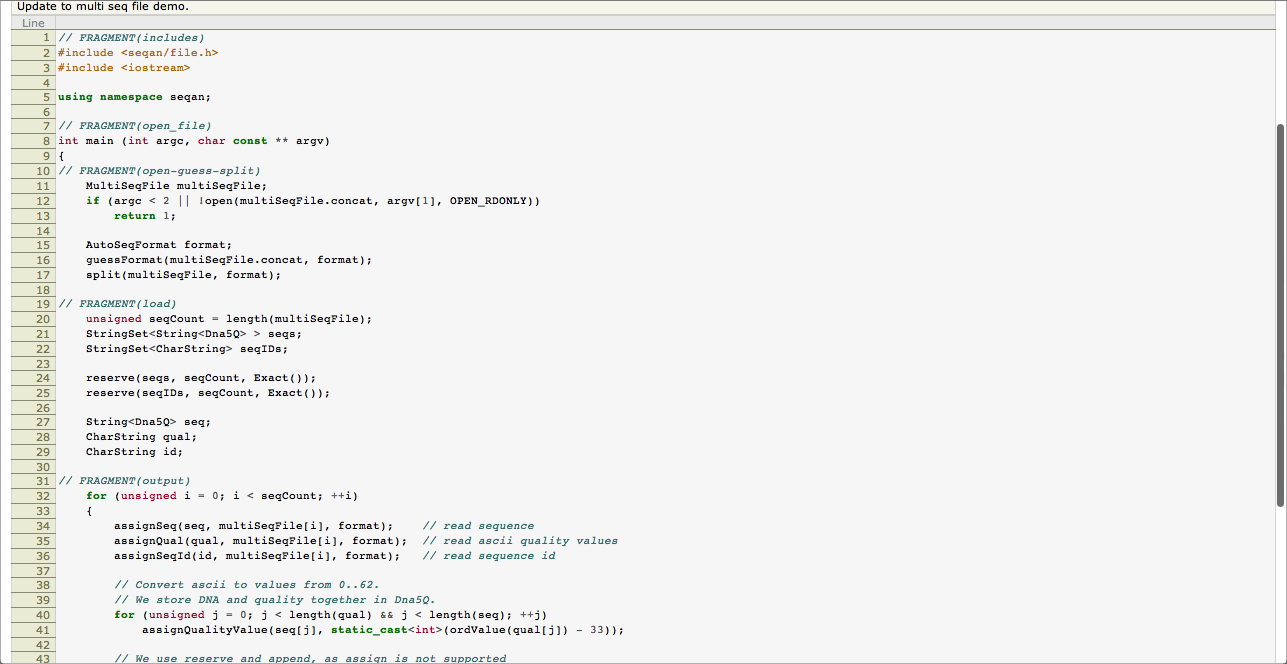 Update to multi seq file demo.
Line
1 // FRAGMENT(includes)
2 #include <seqan/file.h>
3 #include <iostream>
4
5 using namespace seqan;
6
7 // FRAGMENT(open_file)
8 int main (int argc, char const ** argv)
9 {
10 // FRAGMENT(open-guess-split)
11     MultiSeqFile multiSeqFile;
12     if (argc < 2 || !open(multiSeqFile.concat, argv[1], OPEN_RDONLY))
13         return 1;
14
15     AutoSeqFormat format;
16     guessFormat(multiSeqFile.concat, format);
17     split(multiSeqFile, format);
18
19 // FRAGMENT(load)
20     unsigned seqCount = length(multiSeqFile);
21     StringSet<String<Dna5Q> > seqs;
22     StringSet<CharString> seqIDs;
23
24     reserve(seqs, seqCount, Exact());
25     reserve(seqIDs, seqCount, Exact());
26
27     String<Dna5Q> seq;
28     CharString qual;
29     CharString id;
30
31 // FRAGMENT(output)
32     for (unsigned i = 0; i < seqCount; ++i)
33     {
34         assignSeq(seq, multiSeqFile[i], format);    // read sequence
35         assignQual(qual, multiSeqFile[i], format);  // read ascii quality values
36         assignSeqId(id, multiSeqFile[i], format);   // read sequence id
37
38         // Convert ascii to values from 0..62.
39         // We store DNA and quality together in Dna5Q.
40         for (unsigned j = 0; j < length(qual) && j < length(seq); ++j)
41             assignQualityValue(seq[j], static_cast<int>(ordValue(qual[j]) - 33));
42
43         // We use reserve and append, as assign is not supported